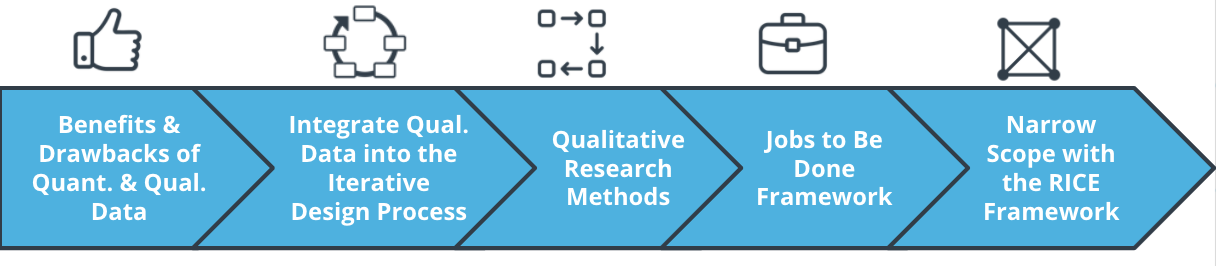 Benefits &
Drawbacks of
Quant. & Qual.
Data
Integrate Qual.
Data into the
Iterative
Design Process
Qualitative
Research
Methods
Jobs to Be
Done
Framework
Narrow
Scope with
the RICE
Framework